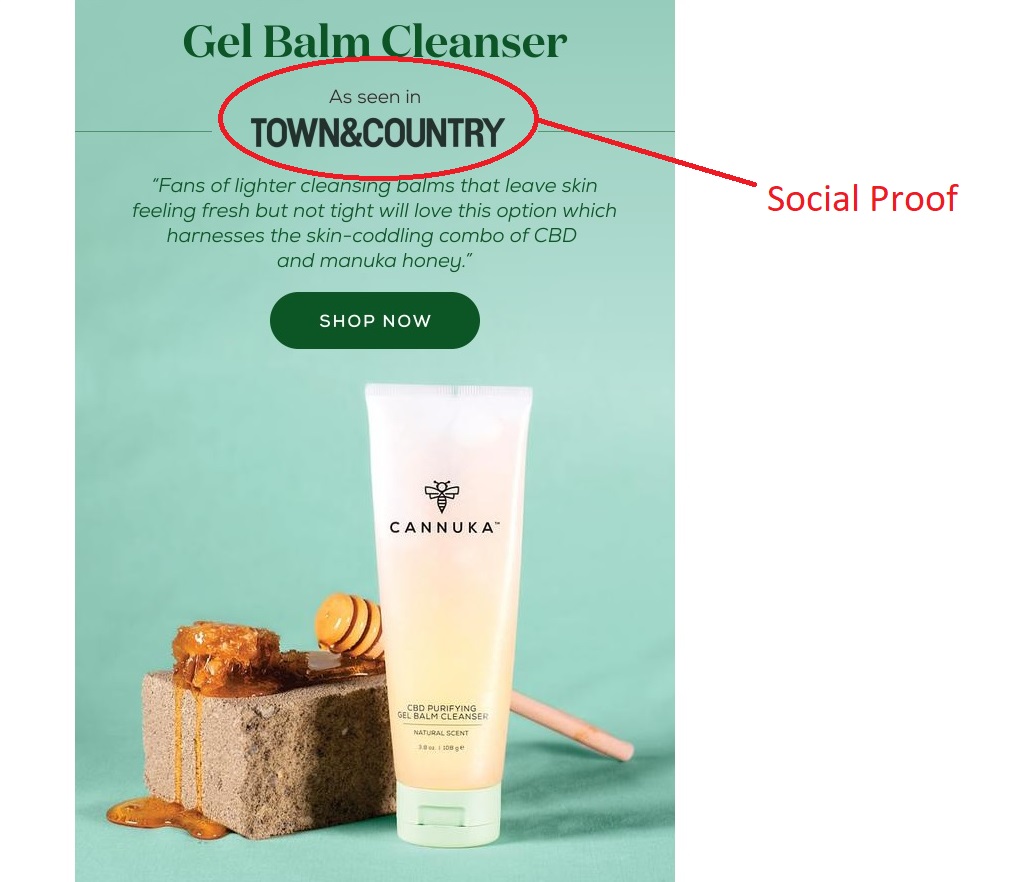 Gel Balm Cleanser
As seen in
TOWN&COUNTRY
Social Proof
"Fans of lighter cleansing balms that leave skin
feeling fresh but not tight will love this option which
harnesses the skin-coddling combo of CBD
and manuka honey."
SHOP NOW
CANNUKA™
CBD PURIFYING
GEL BALM CLEANSER
NATURAL SCENT
3.8 oz. | 108 g e